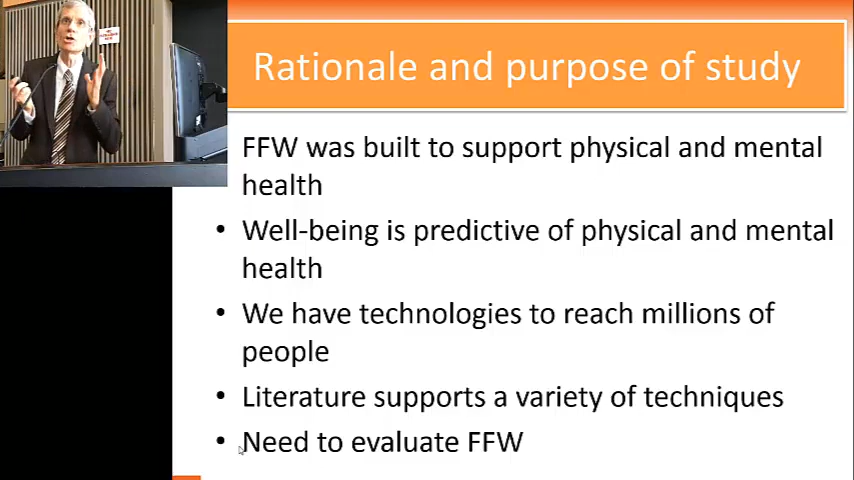 Rationale and purpose of study
FFW was built to support physical and mental
health
• Well-being is predictive of physical and mental
health
• We have technologies to reach millions of
people
• Literature supports a variety of techniques
• Need to evaluate FFW